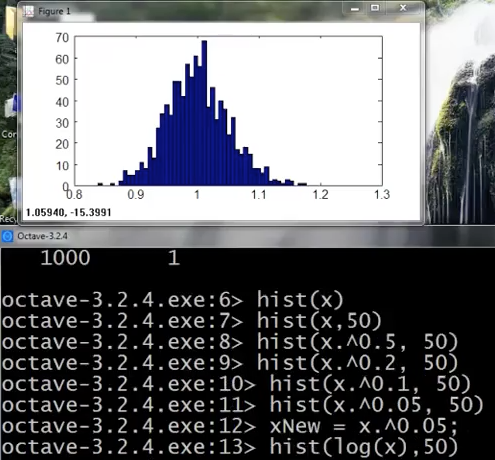 Figure 1
70
60
50
40
30
20
10
0
0.8 0.9 1 1.1 1.2 1.3
1.05940, -15.3991
Octave-3.2.4
1000 1
octave-3.2.4.exe:6> hist(x)
octave-3.2.4.exe:7> hist(x,50)
octave-3.2.4.exe:8> hist(x.^0.5, 50)
octave-3.2.4.exe:9> hist(x.^0.2, 50)
octave-3.2.4.exe:10> hist(x.^0.1, 50)
octave-3.2.4.exe:11> hist(x.^0.05, 50)
octave-3.2.4.exe:12> xNew = x.^0.05;
octave-3.2.4.exe:13> hist(log(x),50)